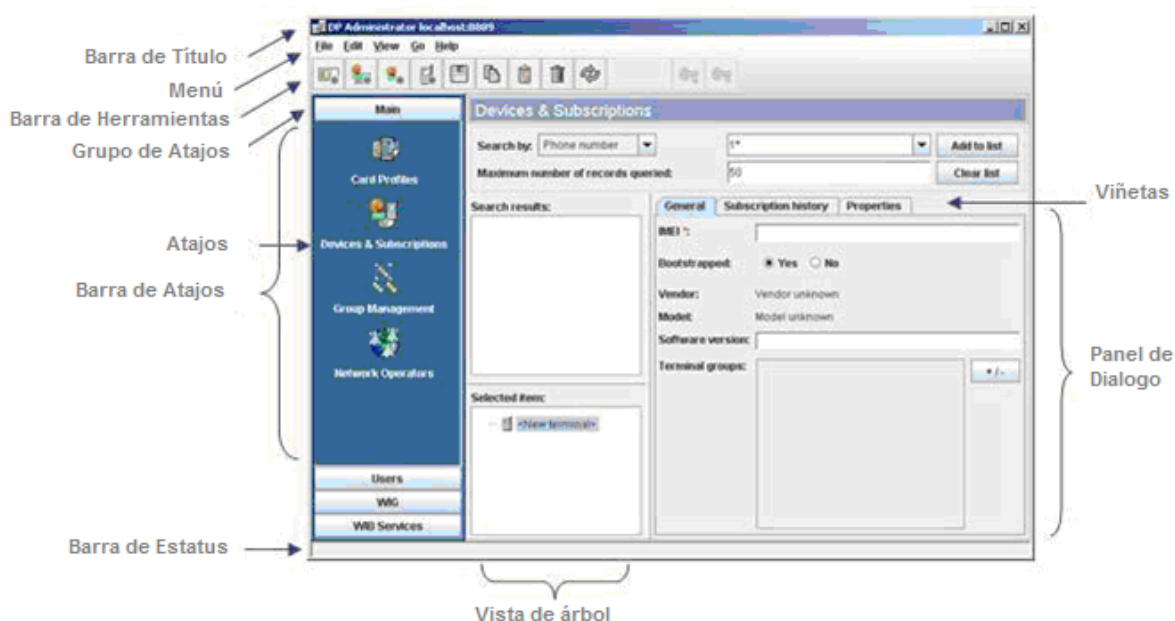 DP Administrator localhost:8889
Barra de Título
File Edit View Go Help
Menú
Barra de Herramientas
Grupo de Atajos
Main
Devices & Subscriptions
Search by: Phone number
1*
Add to list
Maximum number of records queried:
50
Clear list
Card Profiles
Search results:
General Subscription history Properties
Viñetas
IMEI *:
Atajos
Devices & Subscriptions
Bootstrapped: Yes No
Barra de Atajos
Vendor: Vendor unknown
Group Management
Model: Model unknown
Software version:
Network Operators
Terminal groups:
+ / -
Panel de
Dialogo
Selected item:
<New terminal>
Users
WIG
WIB Services
Barra de Estatus
Vista de árbol